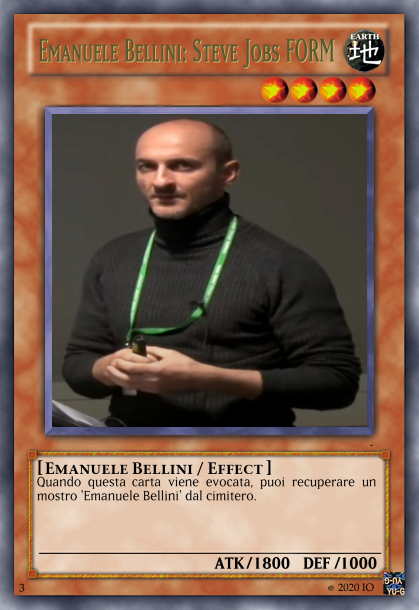 Emanuele Bellini: Steve Jobs FORM
EARTH
地
-
[ Emanuele Bellini / Effect ]
Quando questa carta viene evocata, puoi recuperare un
mostro 'Emanuele Bellini' dal cimitero.
ATK/1800 DEF/1000
3
© 2020 IO
YU-G